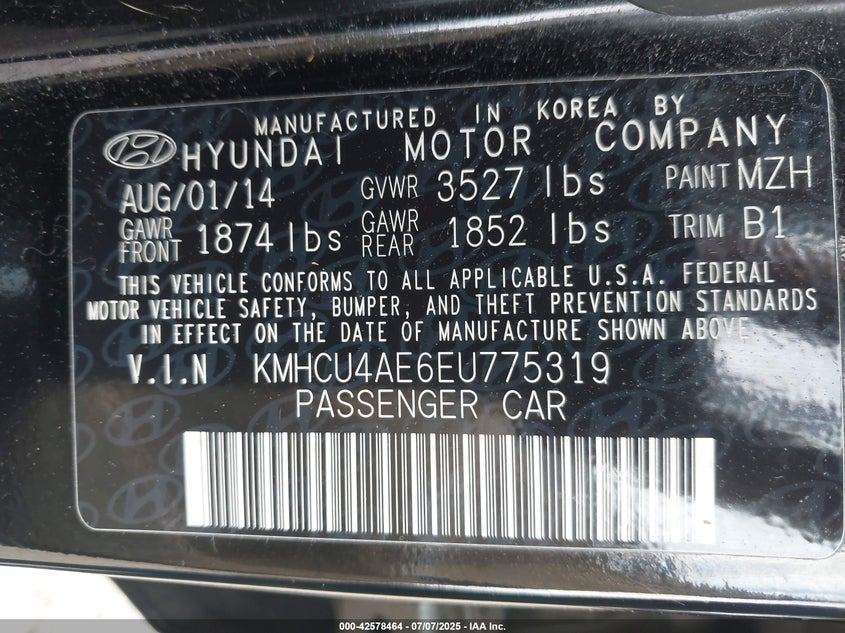 MANUFACTURED IN KOREA BY
HYUNDAI MOTOR COMPANY
AUG/01/14 GVWR 3527 lbs PAINT MZH
GAWR FRONT 1874 lbs GAWR REAR 1852 lbs TRIM B1
THIS VEHICLE CONFORMS TO ALL APPLICABLE U.S.A. FEDERAL
MOTOR VEHICLE SAFETY, BUMPER, AND THEFT PREVENTION STANDARDS
IN EFFECT ON THE DATE OF MANUFACTURE SHOWN ABOVE
V.I.N KMHCU4AE6EU775319
PASSENGER CAR
000-42578464 - 07/07/2025 - IAA Inc.